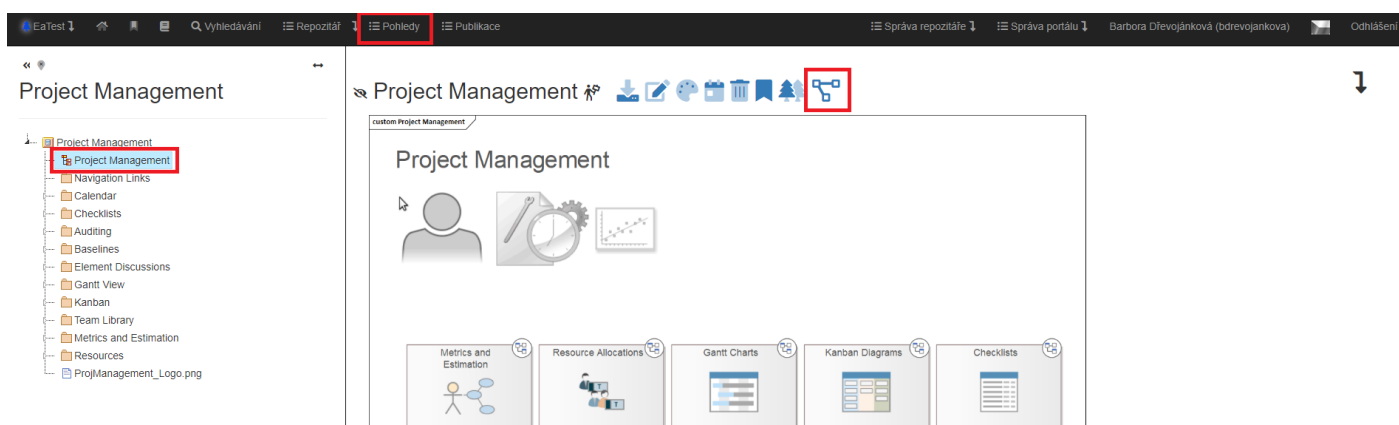 EaTest Vyhledávání Repozitář Pohledy Publikace Správa repozitáře Správa portálu Barbora Dřevojánková (bdrevojankova) Odhlášení
Project Management
Project Management
Project Management
Navigation Links
Calendar
Checklists
Auditing
Baselines
Element Discussions
Gantt View
Kanban
Team Library
Metrics and Estimation
Resources
ProjManagement_Logo.png
Project Management
custom Project Management
Project Management
Metrics and
Estimation
Resource Allocations
Gantt Charts
Kanban Diagrams
Checklists